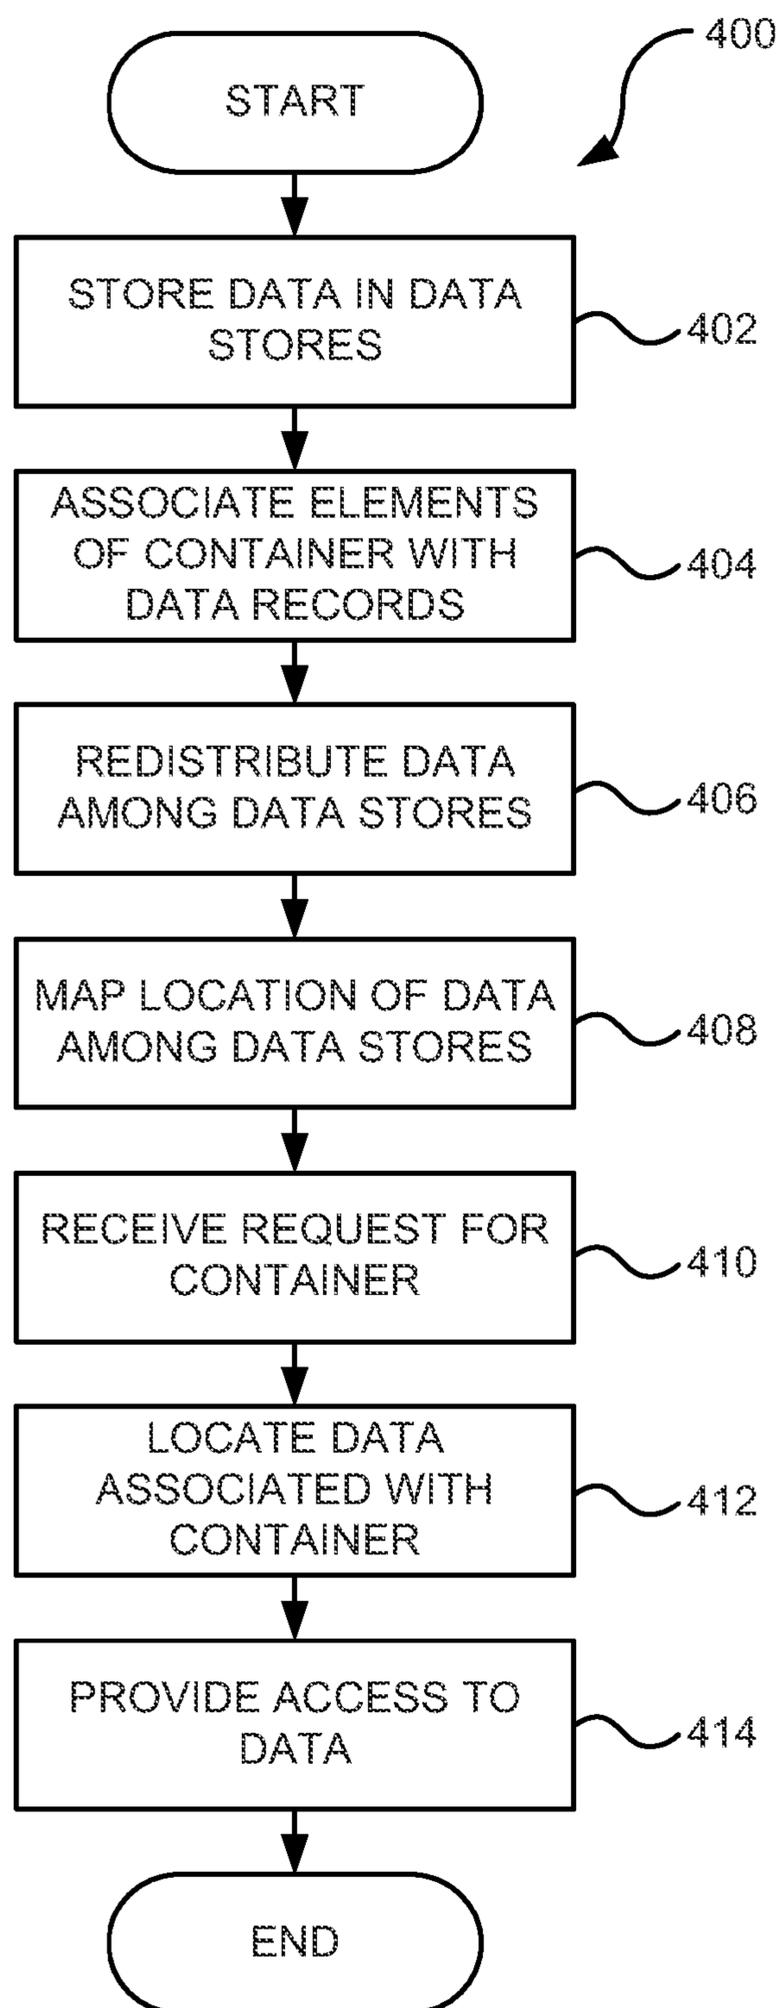 400
START
STORE DATA IN DATA
STORES
402
ASSOCIATE ELEMENTS
OF CONTAINER WITH
DATA RECORDS
404
REDISTRIBUTE DATA
AMONG DATA STORES
406
MAP LOCATION OF DATA
AMONG DATA STORES
408
RECEIVE REQUEST FOR
CONTAINER
410
LOCATE DATA
ASSOCIATED WITH
CONTAINER
412
PROVIDE ACCESS TO
DATA
414
END